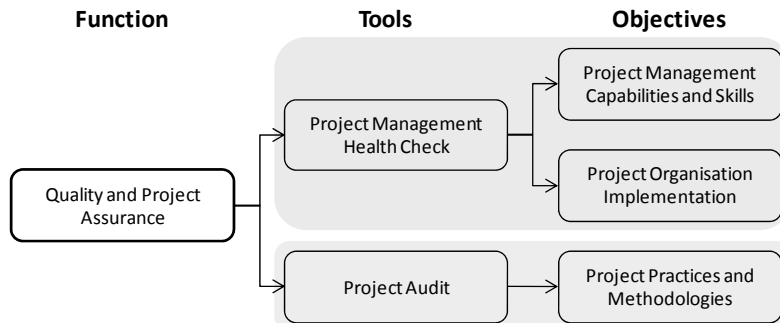 Function
Tools
Objectives
Project Management
Capabilities and Skills
Project Management
Health Check
Project Organisation
Implementation
Quality and Project
Assurance
Project Audit
Project Practices and
Methodologies